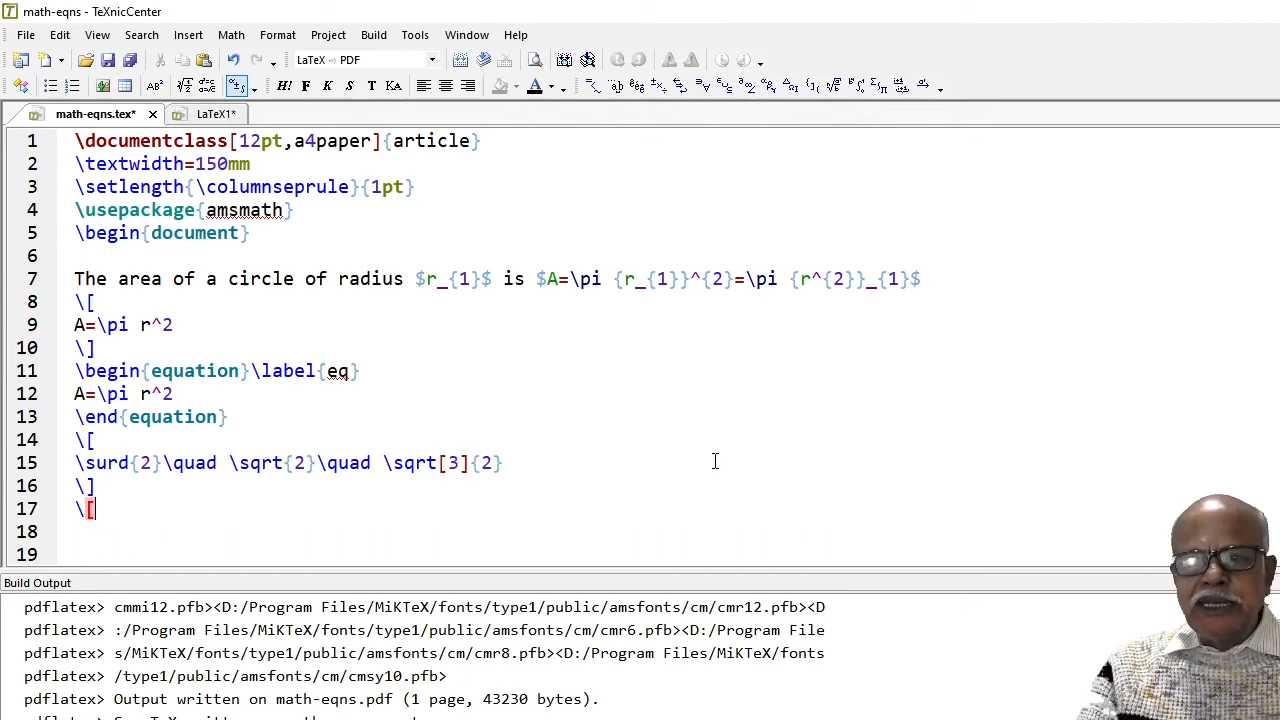 math-eqns - TeXnicCenter
File Edit View Search Insert Math Format Project Build Tools Window Help
LaTeX ⇨ PDF
math-eqns.tex* LaTeX1*
1 \documentclass[12pt,a4paper]{article}
2 \textwidth=150mm
3 \setlength{\columnseprule}{1pt}
4 \usepackage{amsmath}
5 \begin{document}
6
7 The area of a circle of radius $r_{1}$ is $A=\pi {r_{1}}^{2}=\pi {r^{2}}_{1}$
8 \[
9 A=\pi r^2
10 \]
11 \begin{equation}\label{eq}
12 A=\pi r^2
13 \end{equation}
14 \[
15 \surd{2}\quad \sqrt{2}\quad \sqrt[3]{2}
16 \]
17 \[
18
19
Build Output
pdflatex> cmmi12.pfb><D:/Program Files/MiKTeX/fonts/type1/public/amsfonts/cm/cmr12.pfb><D
pdflatex> :/Program Files/MiKTeX/fonts/type1/public/amsfonts/cm/cmr6.pfb><D:/Program File
pdflatex> s/MiKTeX/fonts/type1/public/amsfonts/cm/cmr8.pfb><D:/Program Files/MiKTeX/fonts
pdflatex> /type1/public/amsfonts/cm/cmsy10.pfb>
pdflatex> Output written on math-eqns.pdf (1 page, 43230 bytes).